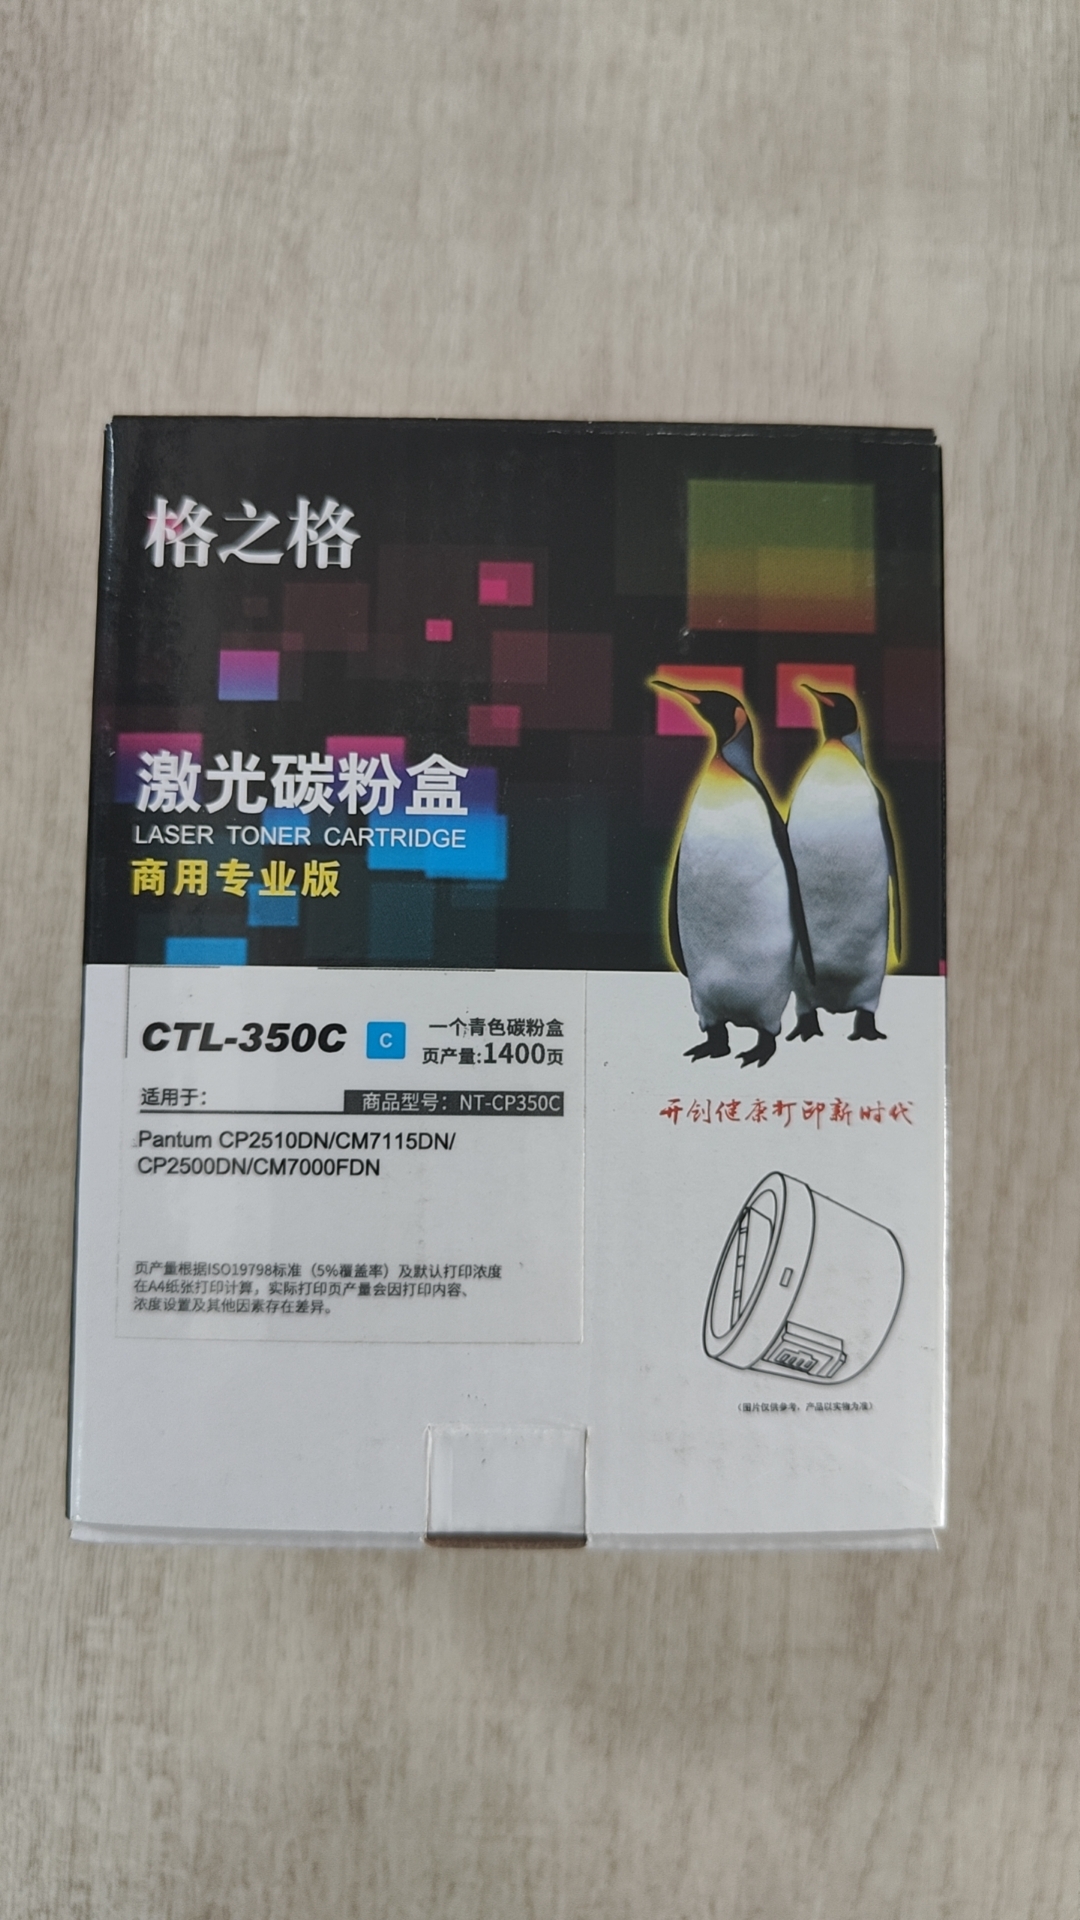 格之格
激光碳粉盒
LASER TONER CARTRIDGE
商用专业版
CTL-350C
C
一个青色碳粉盒
页产量:1400页
适用于：
商品型号：NT-CP350C
Pantum CP2510DN/CM7115DN/
CP2500DN/CM7000FDN
页产量根据ISO19798标准（5%覆盖率）及默认打印浓度
在A4纸张打印计算，实际打印页产量会因打印内容、
浓度设置及其他因素存在差异。
开创健康打印新时代
（图片仅供参考，产品以实物为准）